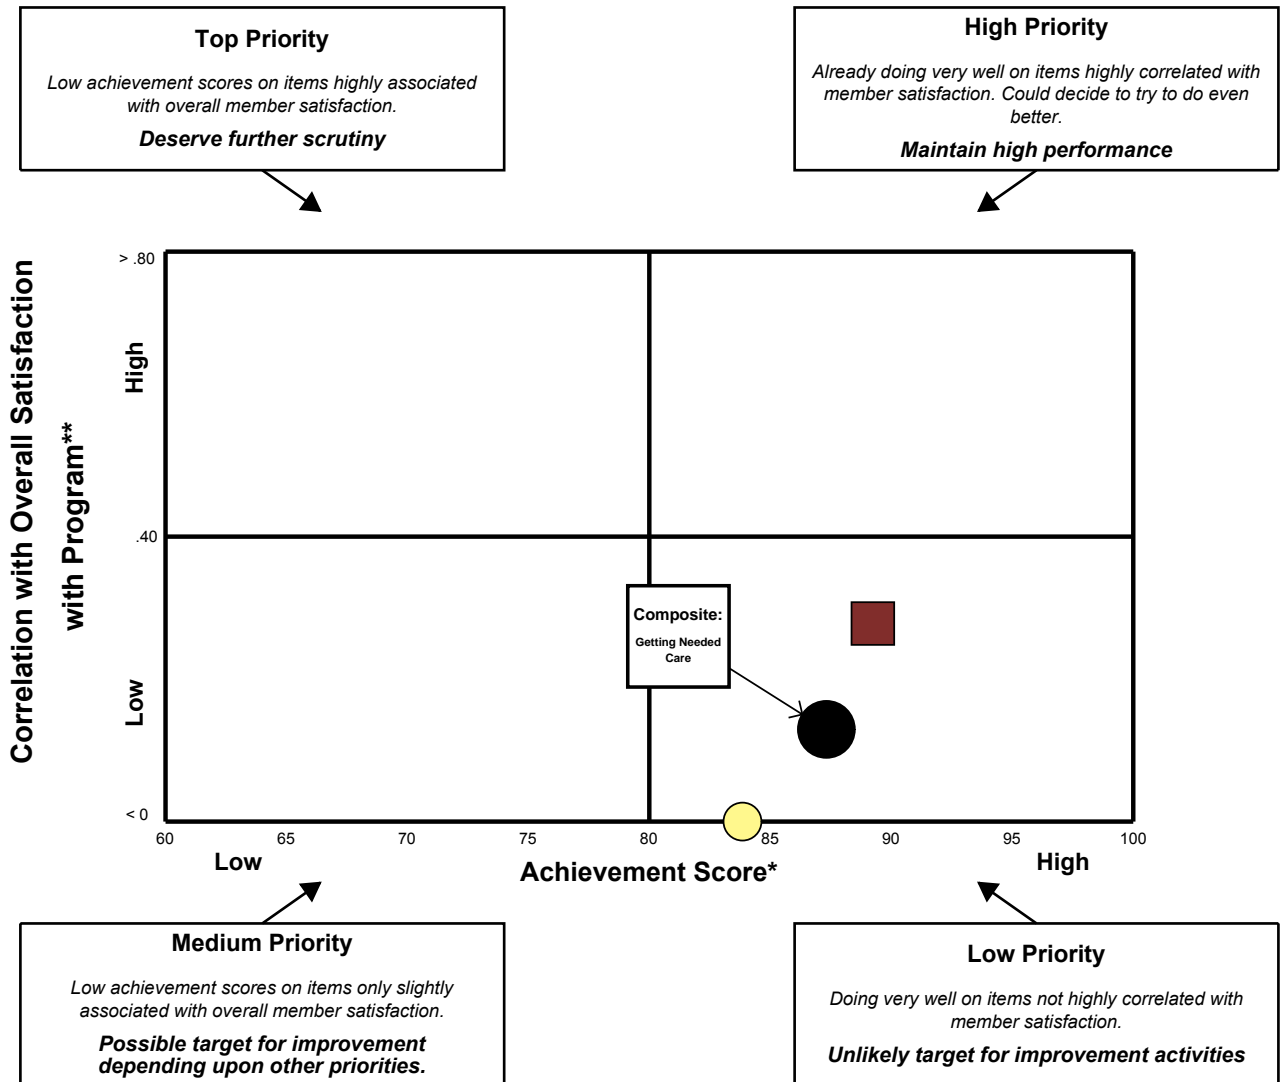 Top Priority
Low achievement scores on items highly associated
with overall member satisfaction.
Deserve further scrutiny
High Priority
Already doing very well on items highly correlated with
member satisfaction. Could decide to try to do even
better.
Maintain high performance
Correlation with Overall Satisfaction
with Program**
> .80
High
.40
Low
< 0
Composite:
Getting Needed
Care
60
65
70
75
80
85
90
95
100
Low
Achievement Score*
High
Medium Priority
Low achievement scores on items only slightly
associated with overall member satisfaction.
Possible target for improvement
depending upon other priorities.
Low Priority
Doing very well on items not highly correlated with
member satisfaction.
Unlikely target for improvement activities